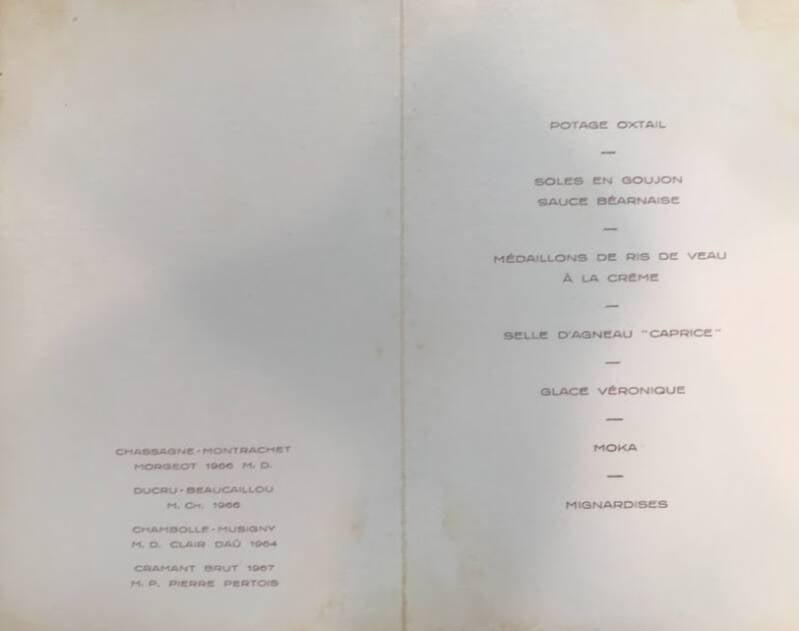 CHASSAGNE-MONTRACHET
MORGEOT 1966 M. D.
DUCRU-BEAUCAILLOU
M. CH. 1966
CHAMBOLLE-MUSIGNY
M. D. CLAIR DAÜ 1964
CRAMANT BRUT 1967
M. P. PIERRE PERTOIS
POTAGE OXTAIL
—
SOLES EN GOUJON
SAUCE BÉARNAISE
—
MÉDAILLONS DE RIS DE VEAU
À LA CRÈME
—
SELLE D'AGNEAU "CAPRICE"
—
GLACE VÉRONIQUE
—
MOKA
—
MIGNARDISES